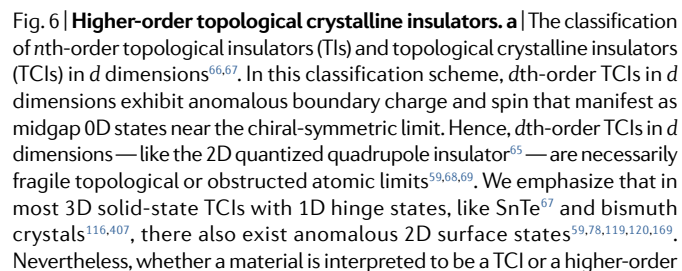 Fig. 6 | Higher-order topological crystalline insulators. a | The classification
of nth-order topological insulators (TIs) and topological crystalline insulators
(TCIs) in d dimensions66,67. In this classification scheme, dth-order TCIs in d
dimensions exhibit anomalous boundary charge and spin that manifest as
midgap 0D states near the chiral-symmetric limit. Hence, dth-order TCIs in d
dimensions — like the 2D quantized quadrupole insulator65 — are necessarily
fragile topological or obstructed atomic limits59,68,69. We emphasize that in
most 3D solid-state TCIs with 1D hinge states, like SnTe67 and bismuth
crystals116,407, there also exist anomalous 2D surface states59,78,119,120,169.
Nevertheless, whether a material is interpreted to be a TCI or a higher-order